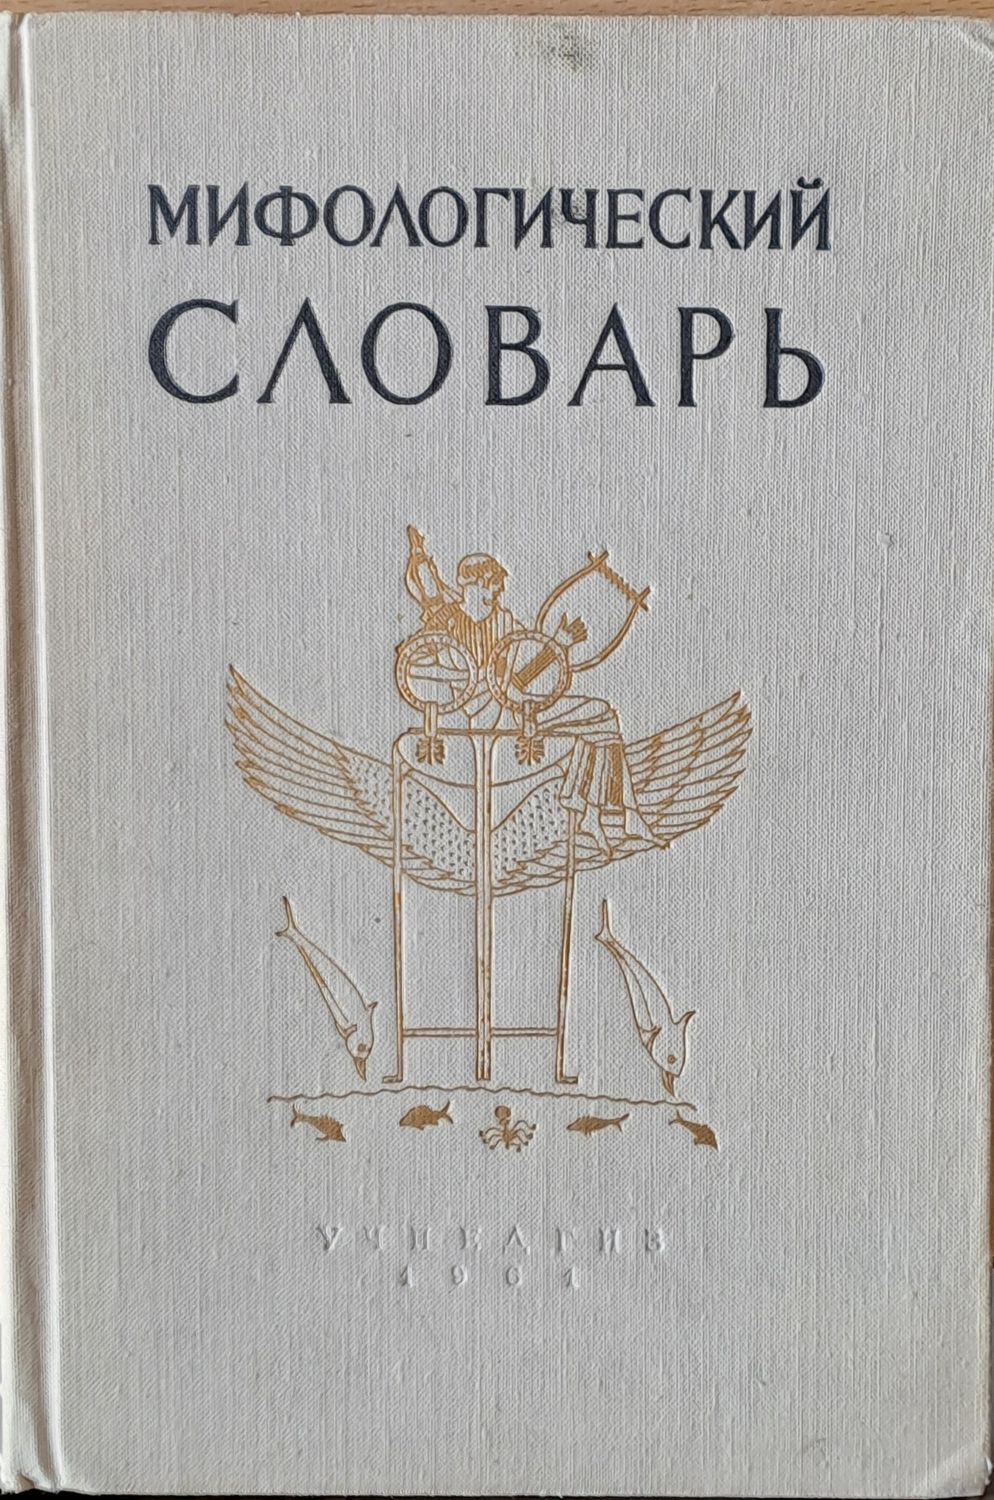 МИФОЛОГИЧЕСКИЙ
СЛОВАРЬ
УЧПЕДГИЗ
1961